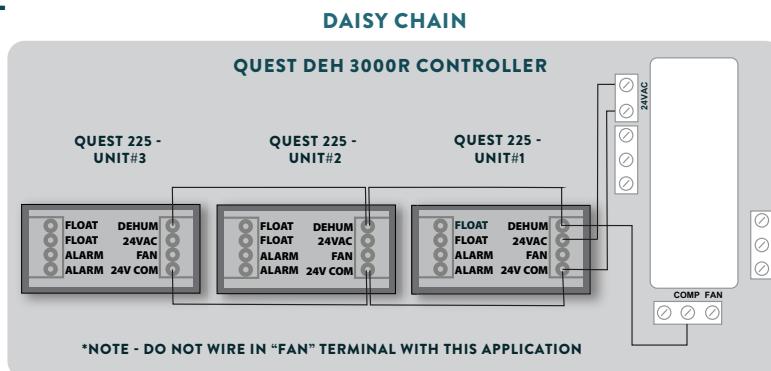 DAISY CHAIN
QUEST DEH 3000R CONTROLLER
QUEST 225 -
UNIT#3
QUEST 225 -
UNIT#2
QUEST 225 -
UNIT#1
24VAC
FLOAT DEHUM
FLOAT 24VAC
ALARM FAN
ALARM 24V COM
FLOAT DEHUM
FLOAT 24VAC
ALARM FAN
ALARM 24V COM
FLOAT DEHUM
FLOAT 24VAC
ALARM FAN
ALARM 24V COM
COMP FAN
*NOTE - DO NOT WIRE IN “FAN” TERMINAL WITH THIS APPLICATION